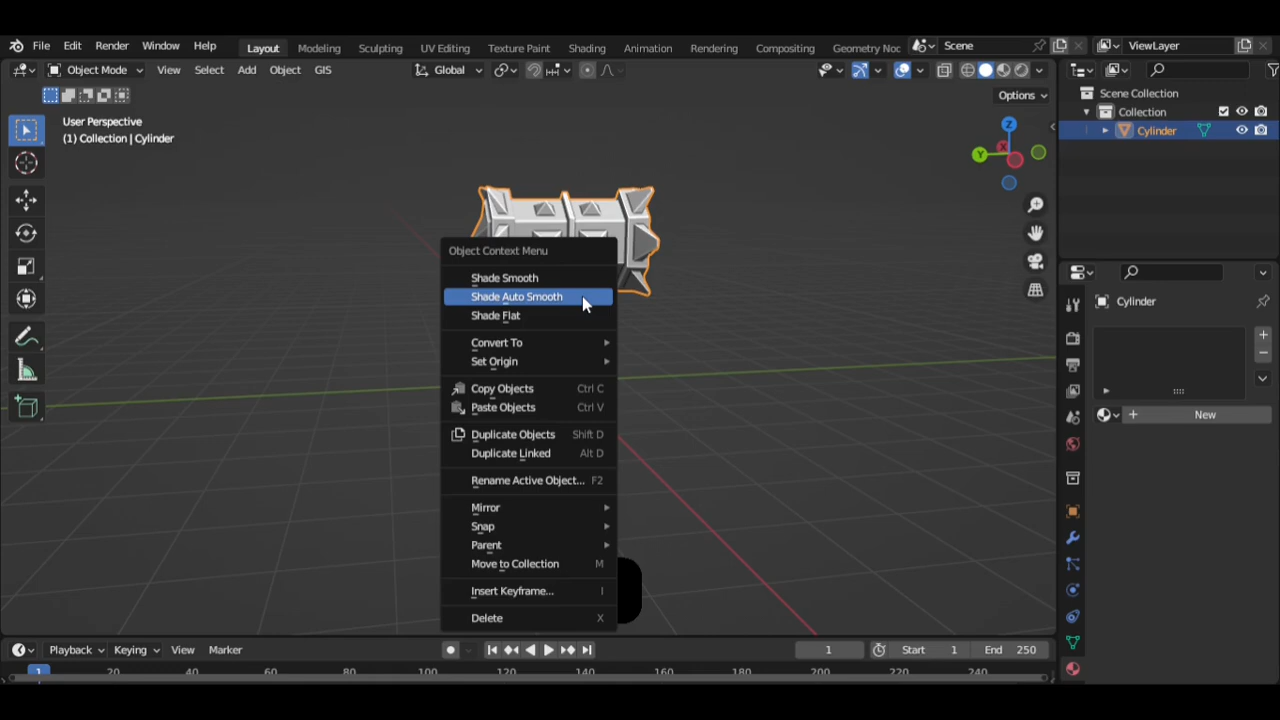 File Edit Render Window Help Layout Modeling Sculpting UV Editing Texture Paint Shading Animation Rendering Compositing Geometry Noc Scene ViewLayer
Object Mode View Select Add Object GIS Global
Options
User Perspective
(1) Collection | Cylinder
Z
Y
X
Scene Collection
Collection
Cylinder
Cylinder
New
Object Context Menu
Shade Smooth
Shade Auto Smooth
Shade Flat
Convert To
Set Origin
Copy Objects Ctrl C
Paste Objects Ctrl V
Duplicate Objects Shift D
Duplicate Linked Alt D
Rename Active Object... F2
Mirror
Snap
Parent
Move to Collection M
Insert Keyframe... I
Delete X
Playback Keying View Marker 1 Start 1 End 250
1 20 40 60 80 100 120 140 160 180 200 220 240